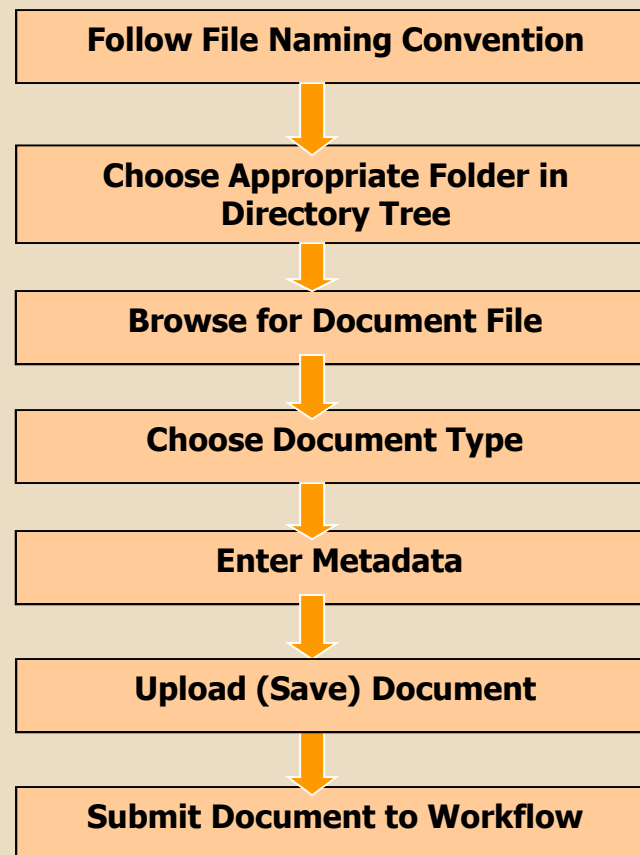 Follow File Naming Convention
Choose Appropriate Folder in
Directory Tree
Browse for Document File
Choose Document Type
Enter Metadata
Upload (Save) Document
Submit Document to Workflow